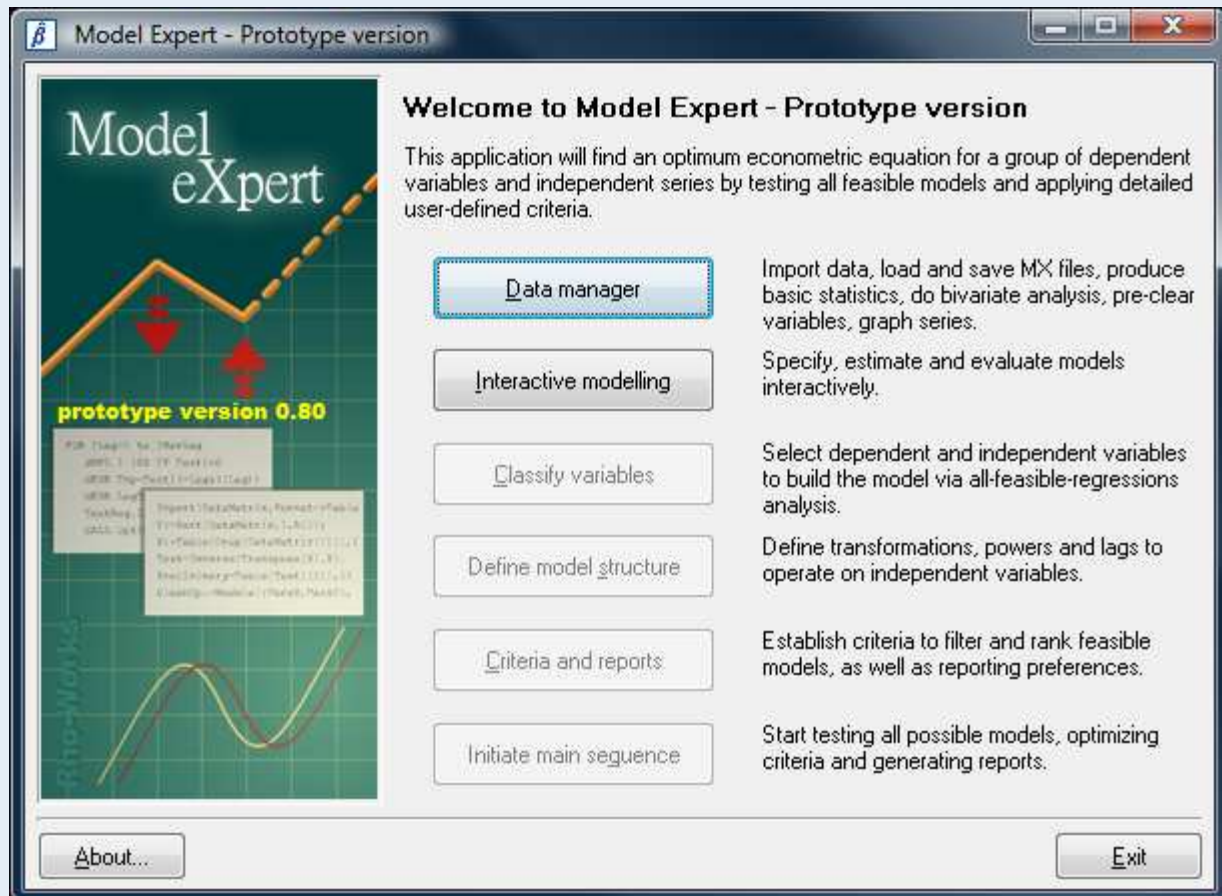 β̂ Model Expert - Prototype version
Model
eXpert
prototype version 0.80
Rho-Works
Welcome to Model Expert - Prototype version
This application will find an optimum econometric equation for a group of dependent
variables and independent series by testing all feasible models and applying detailed
user-defined criteria.
Data manager
Import data, load and save MX files, produce
basic statistics, do bivariate analysis, pre-clear
variables, graph series.
Interactive modelling
Specify, estimate and evaluate models
interactively.
Classify variables
Select dependent and independent variables
to build the model via all-feasible-regressions
analysis.
Define model structure
Define transformations, powers and lags to
operate on independent variables.
Criteria and reports
Establish criteria to filter and rank feasible
models, as well as reporting preferences.
Initiate main sequence
Start testing all possible models, optimizing
criteria and generating reports.
About...
Exit